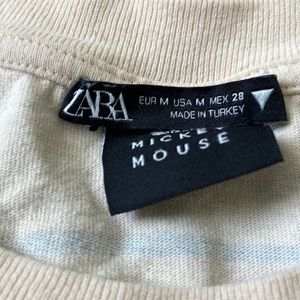 ZARA
EUR M USA M MEX 28
MADE IN TURKEY
MICKEY
MOUSE